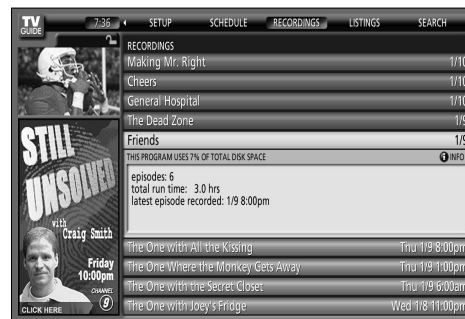 TV
GUIDE
7:36 SETUP SCHEDULE RECORDINGS LISTINGS SEARCH
RECORDINGS
Making Mr. Right 1/10
Cheers 1/10
General Hospital 1/10
The Dead Zone 1/9
Friends 1/9
THIS PROGRAM USES 7% OF TOTAL DISK SPACE INFO
episodes: 6
total run time: 3.0 hrs
latest episode recorded: 1/9 8:00pm
The One with All the Kissing Thu 1/9 8:00pm
The One Where the Monkey Gets Away Thu 1/9 1:00pm
The One with the Secret Closet Thu 1/9 6:00am
The One with Joey's Fridge Wed 1/8 11:00pm
STILL
UNSOLVED
with
Craig Smith
Friday
10:00pm
CHANNEL
9
CLICK HERE